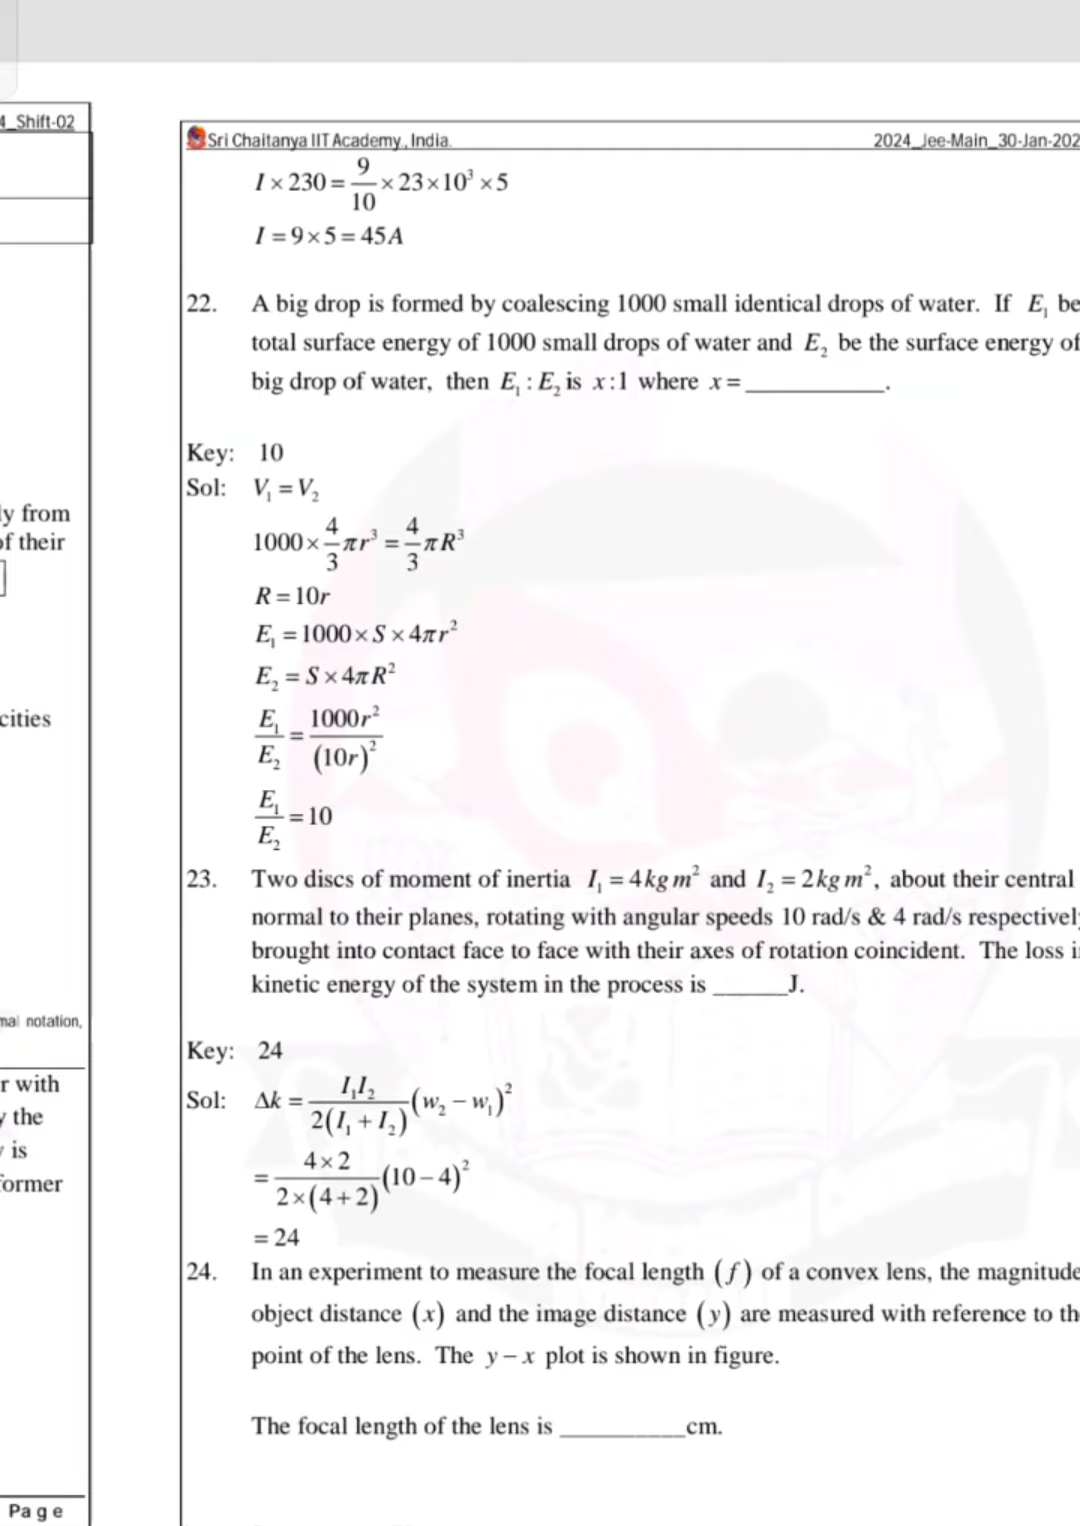 4_Shift-02
ly from
of their
cities
mal notation,
r with
y the
y is
former
Page
Sri Chaitanya IIT Academy., India.
2024_Jee-Main_30-Jan-202
I × 230 = 9/10 × 23 × 10³ × 5
I = 9 × 5 = 45A
22. A big drop is formed by coalescing 1000 small identical drops of water. If E₁ be
total surface energy of 1000 small drops of water and E₂ be the surface energy of
big drop of water, then E₁ : E₂ is x : 1 where x = __________.
Key: 10
Sol: V₁ = V₂
1000 × 4/3 πr³ = 4/3 πR³
R = 10r
E₁ = 1000 × S × 4πr²
E₂ = S × 4πR²
E₁/E₂ = 1000r²/(10r)²
E₁/E₂ = 10
23. Two discs of moment of inertia I₁ = 4kg m² and I₂ = 2kg m², about their central
normal to their planes, rotating with angular speeds 10 rad/s & 4 rad/s respectively
brought into contact face to face with their axes of rotation coincident. The loss i
kinetic energy of the system in the process is ______J.
Key: 24
Sol: Δk = I₁I₂/2(I₁ + I₂) (w₂ − w₁)²
= 4×2/2×(4+2) (10 − 4)²
= 24
24. In an experiment to measure the focal length (f) of a convex lens, the magnitude
object distance (x) and the image distance (y) are measured with reference to th
point of the lens. The y − x plot is shown in figure.
The focal length of the lens is __________cm.